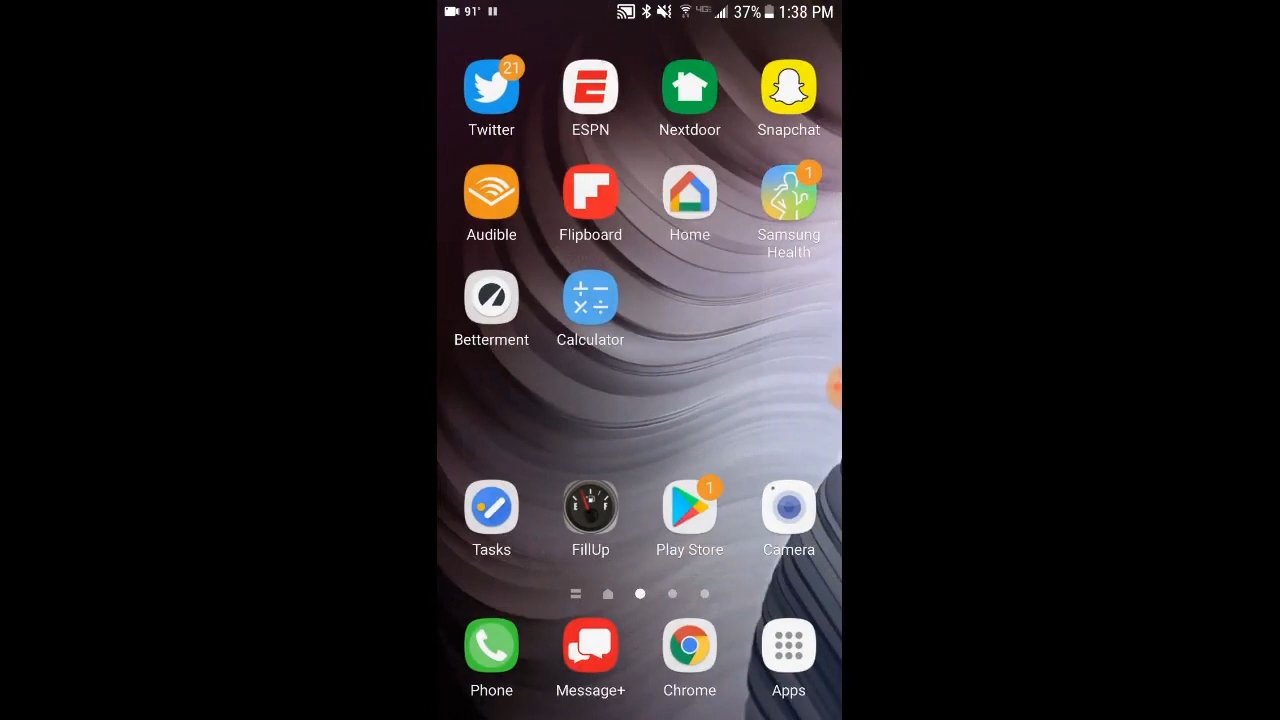 91° 4G 37% 1:38 PM
21
Twitter ESPN Nextdoor Snapchat
1
Audible Flipboard Home Samsung
Health
Betterment Calculator
1
E F
Tasks FillUp Play Store Camera
Phone Message+ Chrome Apps